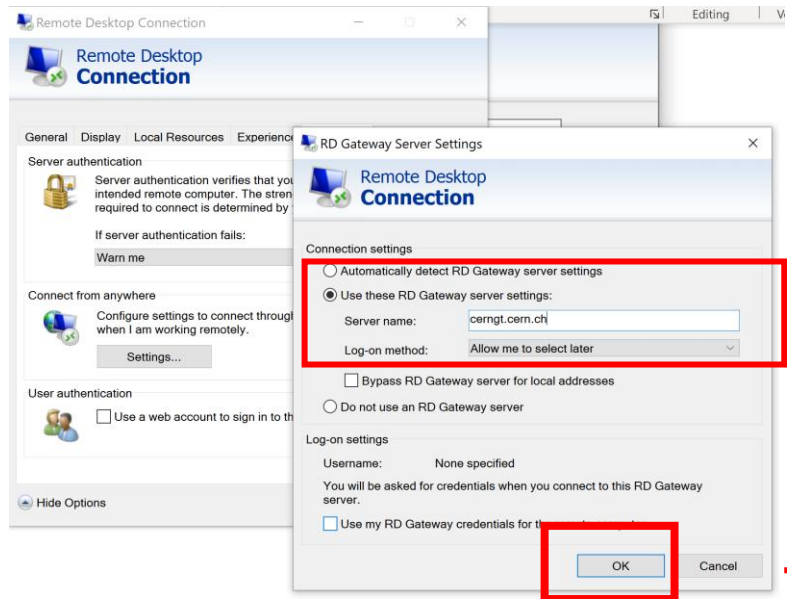 Remote Desktop Connection
Editing
Remote Desktop
Connection
General Display Local Resources Experience
Server authentication
Server authentication verifies that you
intended remote computer. The stren
required to connect is determined by
If server authentication fails:
Warn me
Connect from anywhere
Configure settings to connect through
when I am working remotely.
Settings...
User authentication
Use a web account to sign in to th
Hide Options
RD Gateway Server Settings
Remote Desktop
Connection
Connection settings
Automatically detect RD Gateway server settings
Use these RD Gateway server settings:
Server name: cerngt.cern.ch
Log-on method: Allow me to select later
Bypass RD Gateway server for local addresses
Do not use an RD Gateway server
Log-on settings
Username: None specified
You will be asked for credentials when you connect to this RD Gateway
server.
Use my RD Gateway credentials for the remote computer
OK Cancel